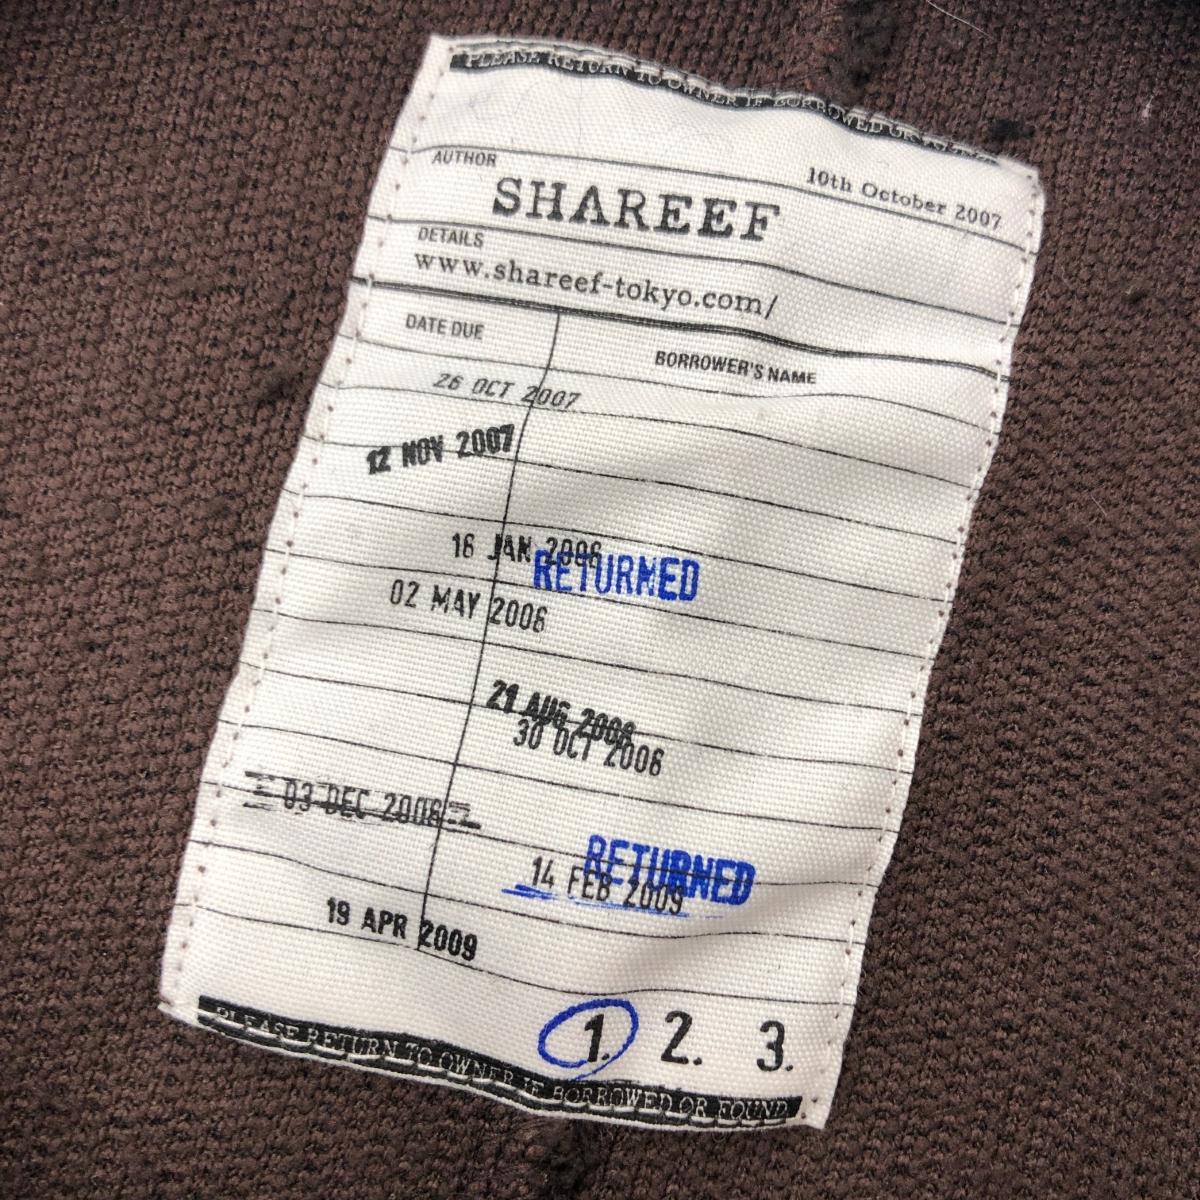 PLEASE RETURN TO OWNER IF BORROWED OR
AUTHOR
10th October 2007
SHAREEF
DETAILS
www.shareef-tokyo.com/
DATE DUE
BORROWER'S NAME
26 OCT 2007
12 NOV 2007
16 JAN 2006
RETURNED
02 MAY 2006
21 AUG 2006
30 OCT 2006
03 DEC 2006
RETURNED
14 FEB 2009
19 APR 2009
1. 2. 3.
PLEASE RETURN TO OWNER IF BORROWED OR FOUND